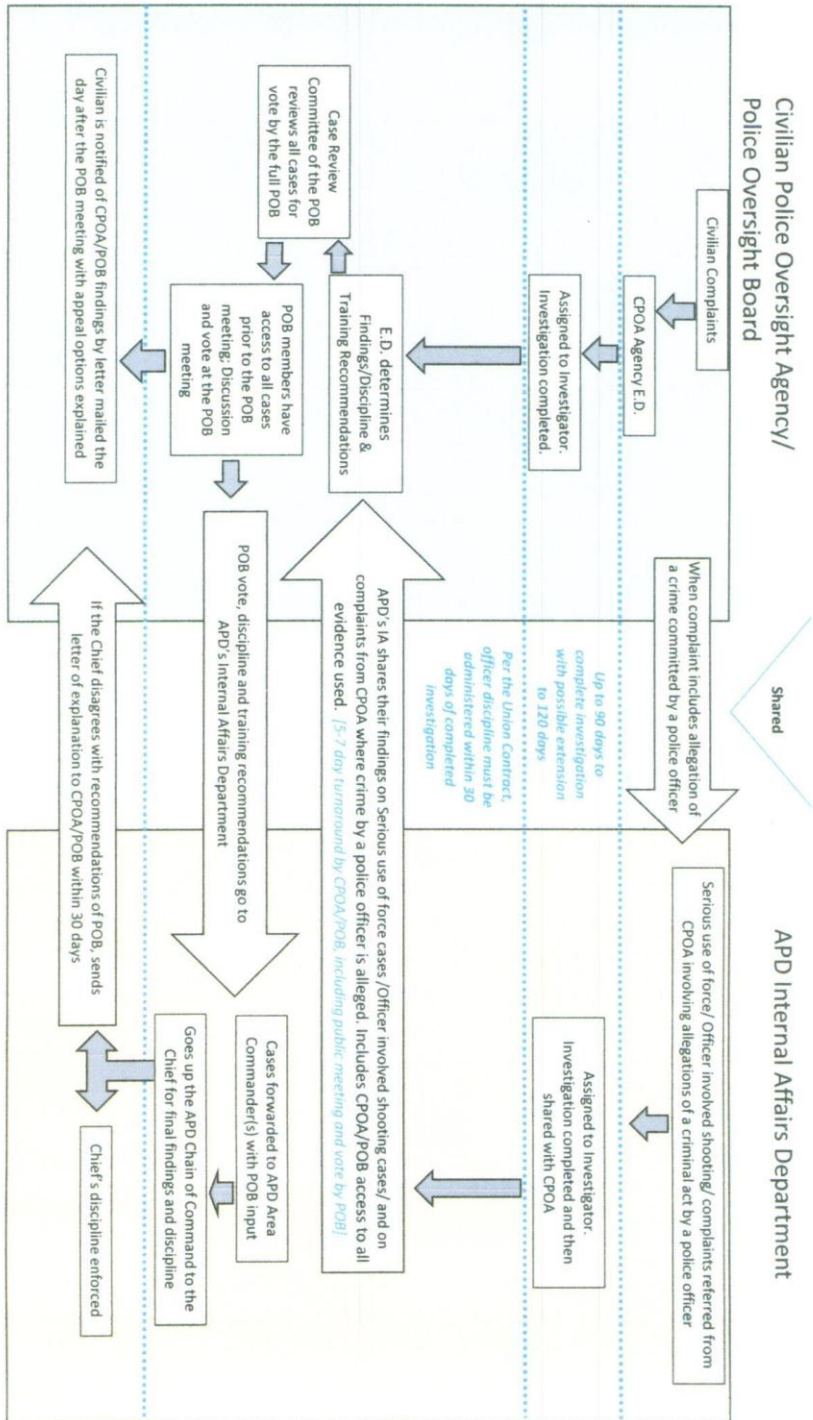 Civilian Police Oversight Agency/
Police Oversight Board
Shared
APD Internal Affairs Department
Civilian Complaints
When complaint includes allegation of
a crime committed by a police officer
Serious use of force/ Officer involved shooting/ complaints referred from
CPOA involving allegations of a criminal act by a police officer
CPOA Agency E.D.
Assigned to Investigator.
Investigation completed.
Up to 90 days to
complete investigation
with possible extension
to 120 days
Assigned to Investigator.
Investigation completed and then
shared with CPOA
Per the Union Contract,
officer discipline must be
administered within 30
days of completed
investigation
E.D. determines
Findings/Discipline &
Training Recommendations
APD's IA shares their findings on Serious use of force cases /Officer involved shooting cases/ and on
complaints from CPOA where crime by a police officer is alleged. Includes CPOA/POB access to all
evidence used. [5-7 day turnaround by CPOA/POB, including public meeting and vote by POB]
Case Review
Committee of the POB
reviews all cases for
vote by the full POB
POB members have
access to all cases
prior to the POB
meeting; Discussion
and vote at the POB
meeting
POB vote, discipline and training recommendations go to
APD's Internal Affairs Department
Cases forwarded to APD Area
Commander(s) with POB input
Goes up the APD Chain of Command to the
Chief for final findings and discipline
Civilian is notified of CPOA/POB findings by letter mailed the
day after the POB meeting with appeal options explained
If the Chief disagrees with recommendations of POB, sends
letter of explanation to CPOA/POB within 30 days
Chief's discipline enforced